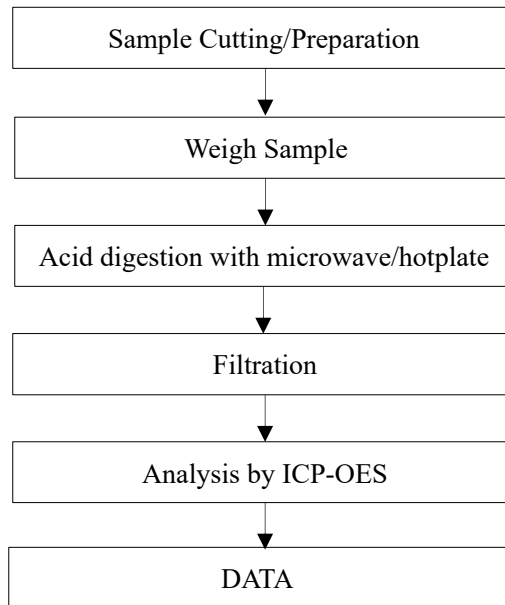 Sample Cutting/Preparation
Weigh Sample
Acid digestion with microwave/hotplate
Filtration
Analysis by ICP-OES
DATA